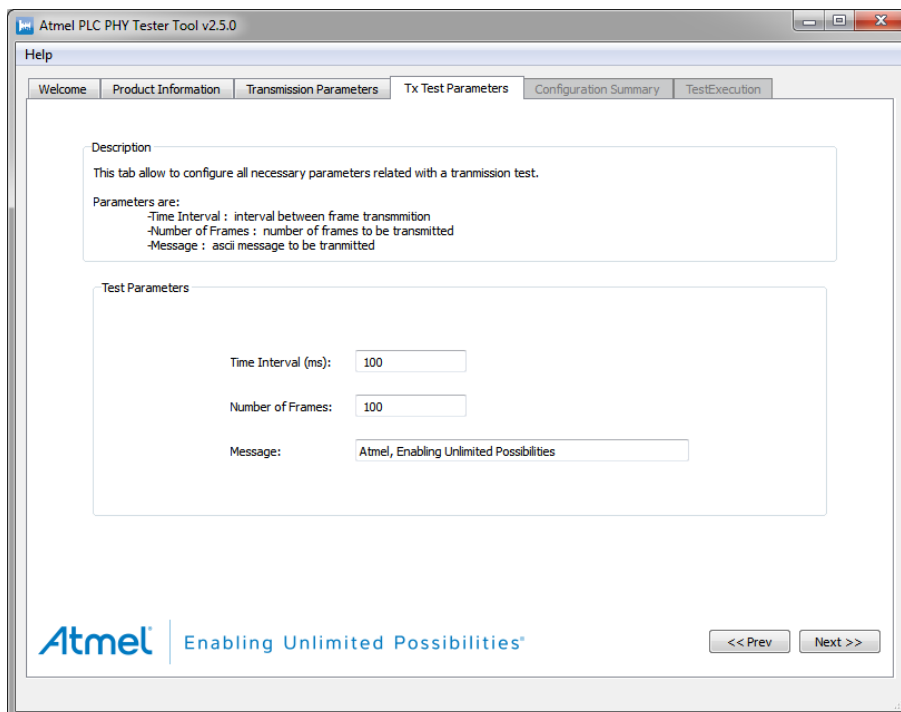 Atmel PLC PHY Tester Tool v2.5.0
Help
Welcome
Product Information
Transmission Parameters
Tx Test Parameters
Configuration Summary
TestExecution
Description
This tab allow to configure all necessary parameters related with a tranmission test.
Parameters are:
-Time Interval : interval between frame transmmition
-Number of Frames : number of frames to be transmitted
-Message : ascii message to be tranmitted
Test Parameters
Time Interval (ms): 100
Number of Frames: 100
Message: Atmel, Enabling Unlimited Possibilities
Atmel Enabling Unlimited Possibilities®
<< Prev
Next >>